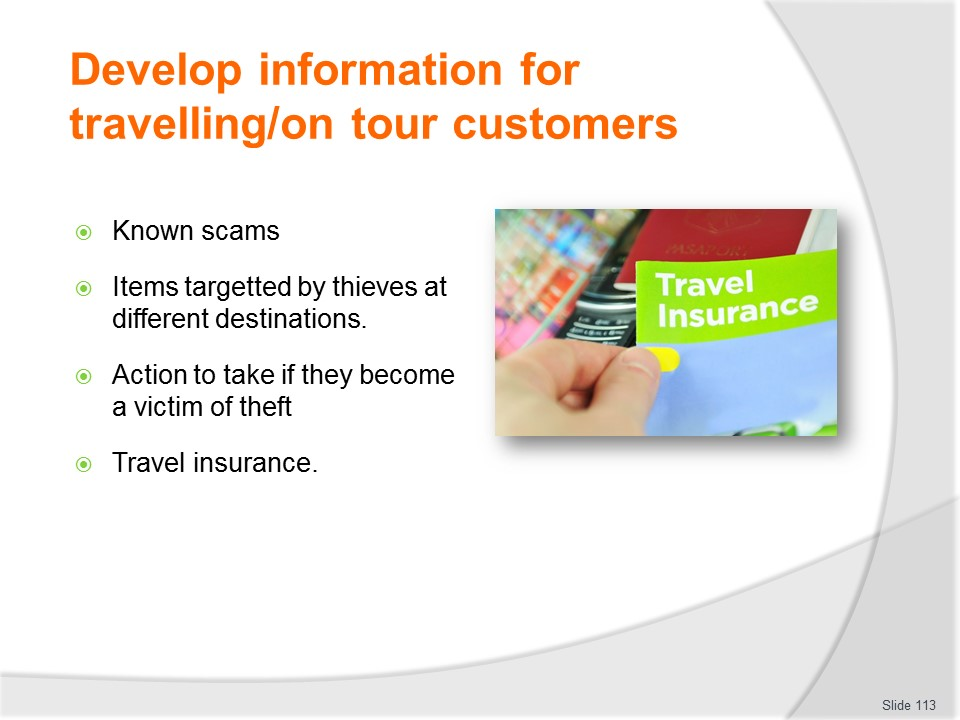 Develop information for
travelling/on tour customers
Known scams
Items targetted by thieves at
different destinations.
Action to take if they become
a victim of theft
Travel insurance.
PASAPORT
Travel
Insurance
Slide 113